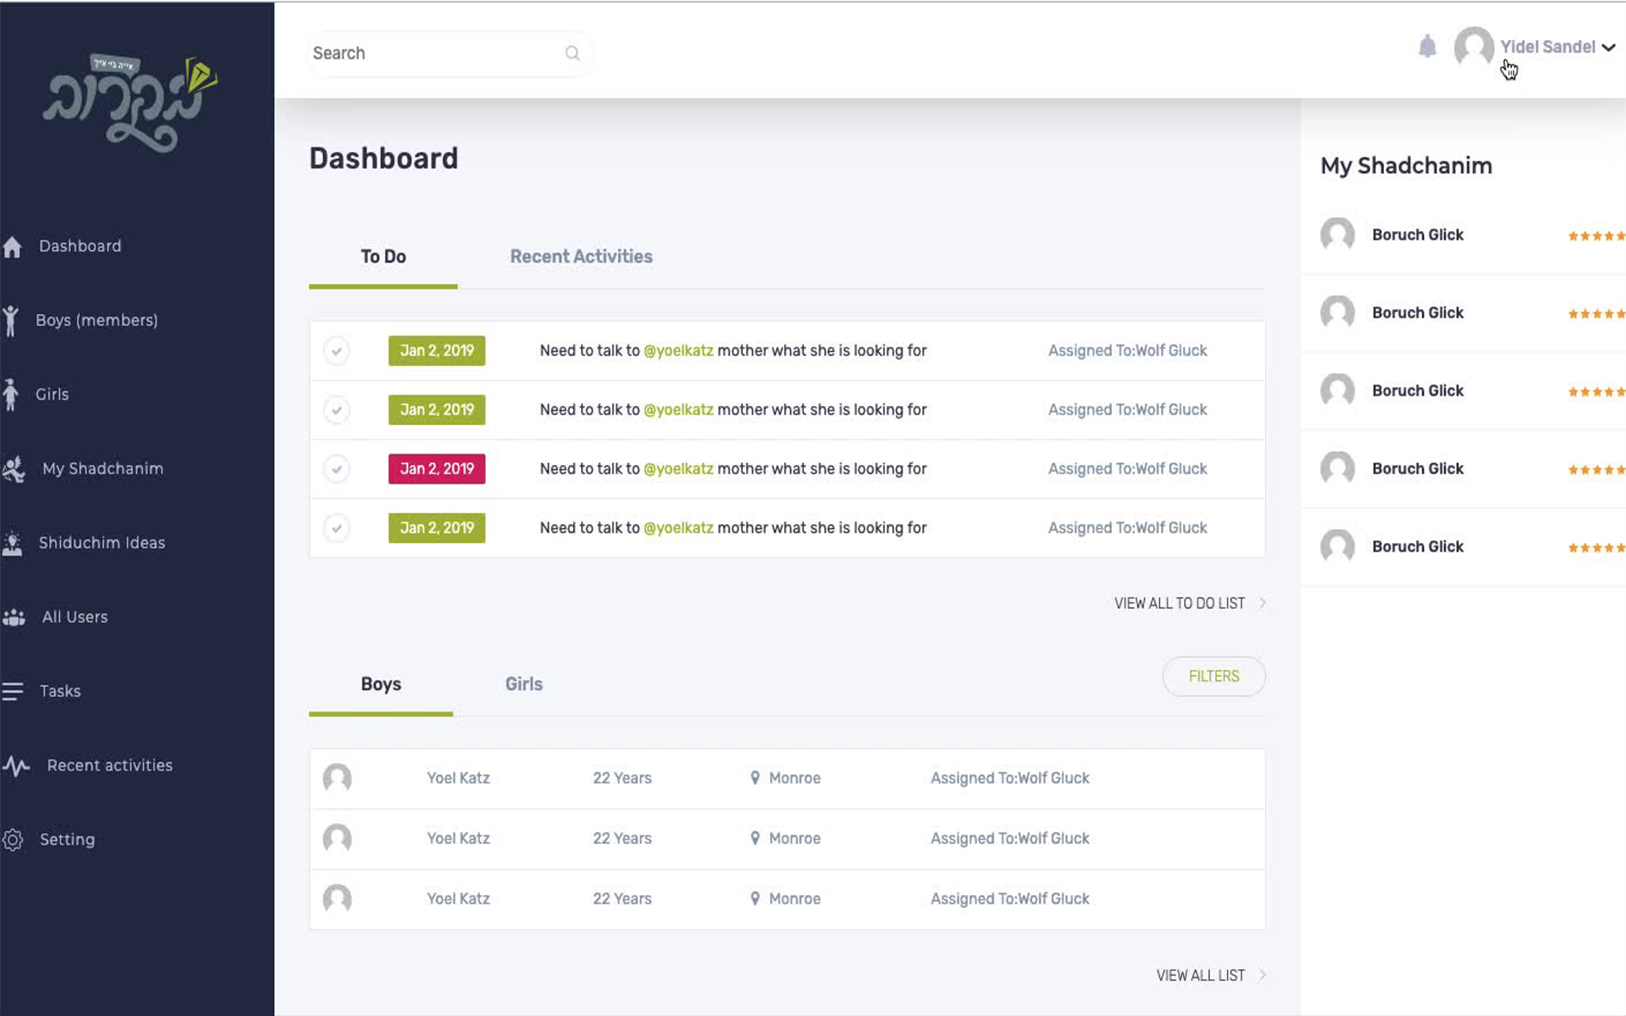 אייה ביי אייך
בקרוב
Search
Yidel Sandel
Dashboard
Boys (members)
Girls
My Shadchanim
Shiduchim Ideas
All Users
Tasks
Recent activities
Setting
Dashboard
To Do Recent Activities
Jan 2, 2019 Need to talk to @yoelkatz mother what she is looking for Assigned To:Wolf Gluck
Jan 2, 2019 Need to talk to @yoelkatz mother what she is looking for Assigned To:Wolf Gluck
Jan 2, 2019 Need to talk to @yoelkatz mother what she is looking for Assigned To:Wolf Gluck
Jan 2, 2019 Need to talk to @yoelkatz mother what she is looking for Assigned To:Wolf Gluck
VIEW ALL TO DO LIST
Boys Girls FILTERS
Yoel Katz 22 Years Monroe Assigned To:Wolf Gluck
Yoel Katz 22 Years Monroe Assigned To:Wolf Gluck
Yoel Katz 22 Years Monroe Assigned To:Wolf Gluck
VIEW ALL LIST
My Shadchanim
Boruch Glick
Boruch Glick
Boruch Glick
Boruch Glick
Boruch Glick